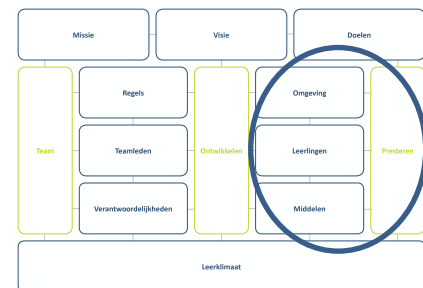 Missie
Visie
Doelen
Team
Regels
Teamleden
Verantwoordelijkheden
Ontwikkelen
Omgeving
Leerlingen
Middelen
Presteren
Leerklimaat